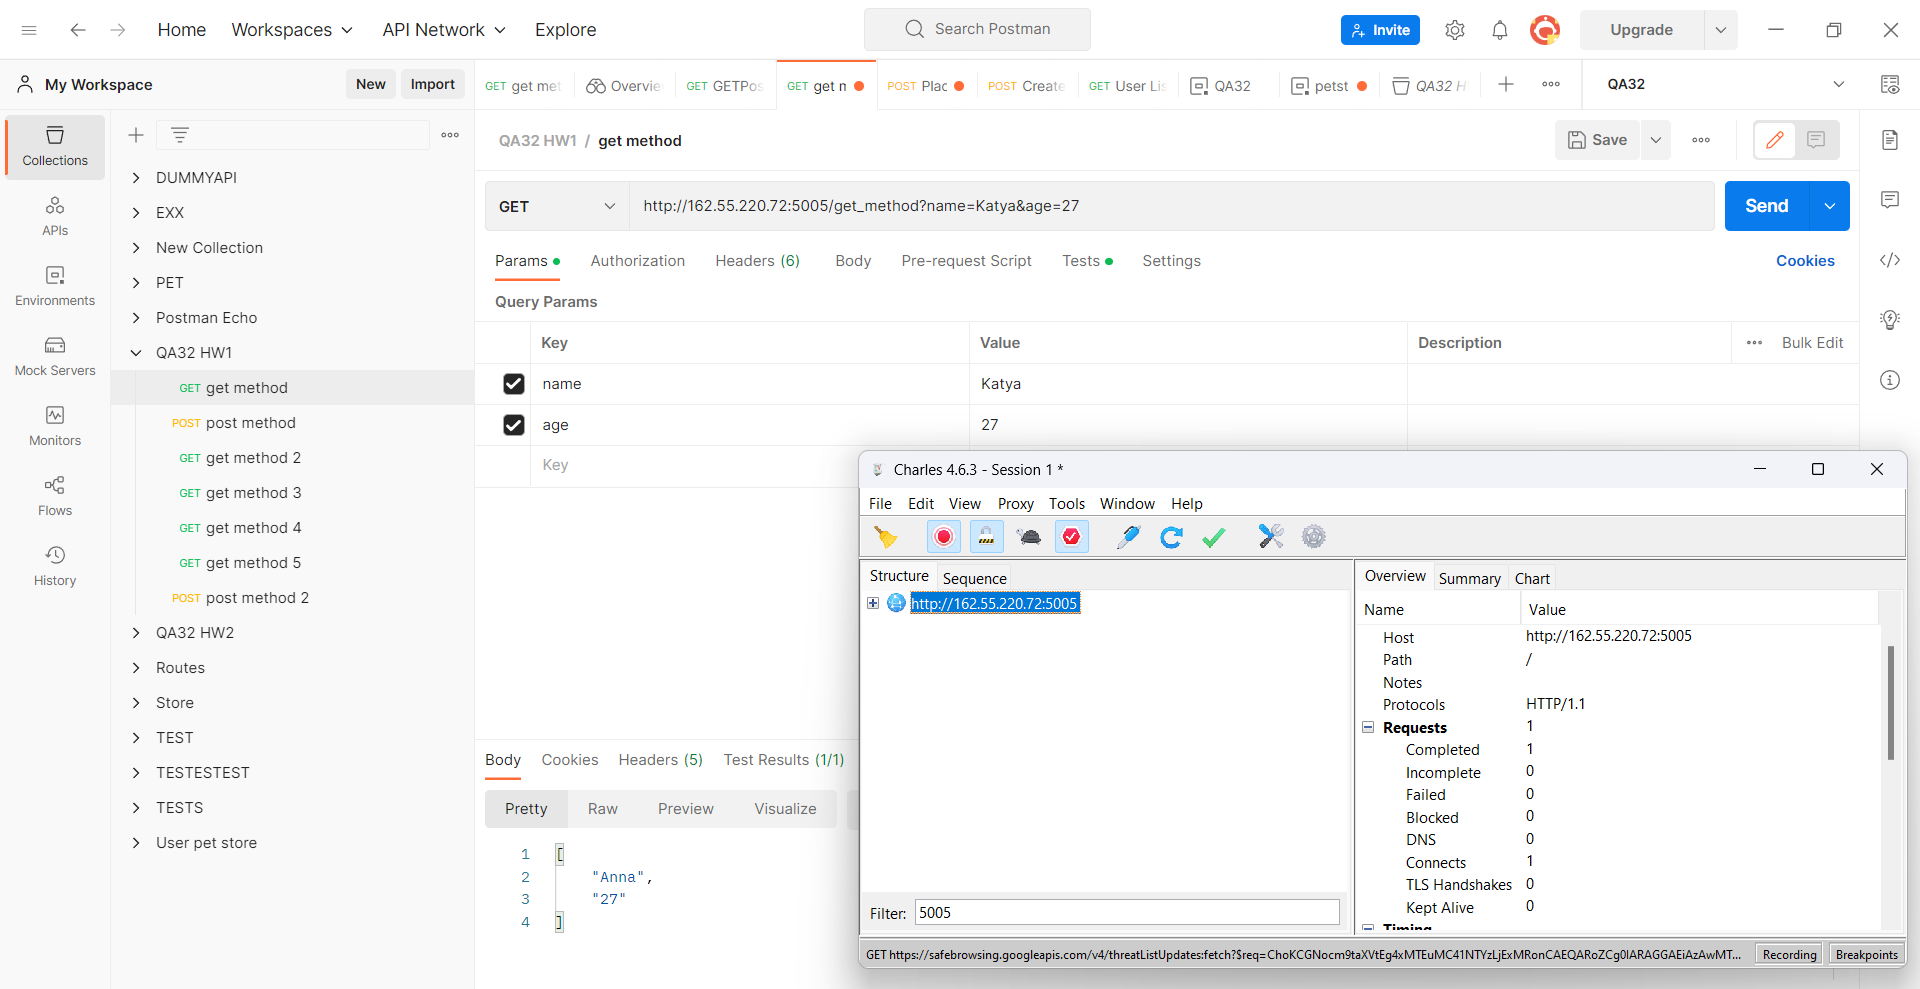 Home Workspaces API Network Explore
Search Postman
Invite
Upgrade
My Workspace
New Import
GET get met
Overvie
GET GETPos
GET get m
POST Plac
POST Create
GET User Lis
QA32
petst
QA32 H
QA32
Collections
APIs
Environments
Mock Servers
Monitors
Flows
History
DUMMYAPI
EXX
New Collection
PET
Postman Echo
QA32 HW1
GET get method
POST post method
GET get method 2
GET get method 3
GET get method 4
GET get method 5
POST post method 2
QA32 HW2
Routes
Store
TEST
TESTESTEST
TESTS
User pet store
QA32 HW1 / get method
Save
GET http://162.55.220.72:5005/get_method?name=Katya&age=27
Send
Params Authorization Headers (6) Body Pre-request Script Tests Settings
Cookies
Query Params
Key Value Description
Bulk Edit
name Katya
age 27
Key
Body Cookies Headers (5) Test Results (1/1)
Pretty Raw Preview Visualize
1 [
2 "Anna",
3 "27"
4 ]
Charles 4.6.3 - Session 1 *
File Edit View Proxy Tools Window Help
Structure Sequence
http://162.55.220.72:5005
Filter: 5005
Overview Summary Chart
Name Value
Host http://162.55.220.72:5005
Path /
Notes
Protocols HTTP/1.1
Requests 1
Completed 1
Incomplete 0
Failed 0
Blocked 0
DNS 0
Connects 1
TLS Handshakes 0
Kept Alive 0
Timing
GET https://safebrowsing.googleapis.com/v4/threatListUpdates:fetch?$req=ChoKCGNocm9taXVtEg4xMTEuMC41NTYzLjExMRonCAEQARoZCg0IARAGGAEiAzAwMT...
Recording Breakpoints